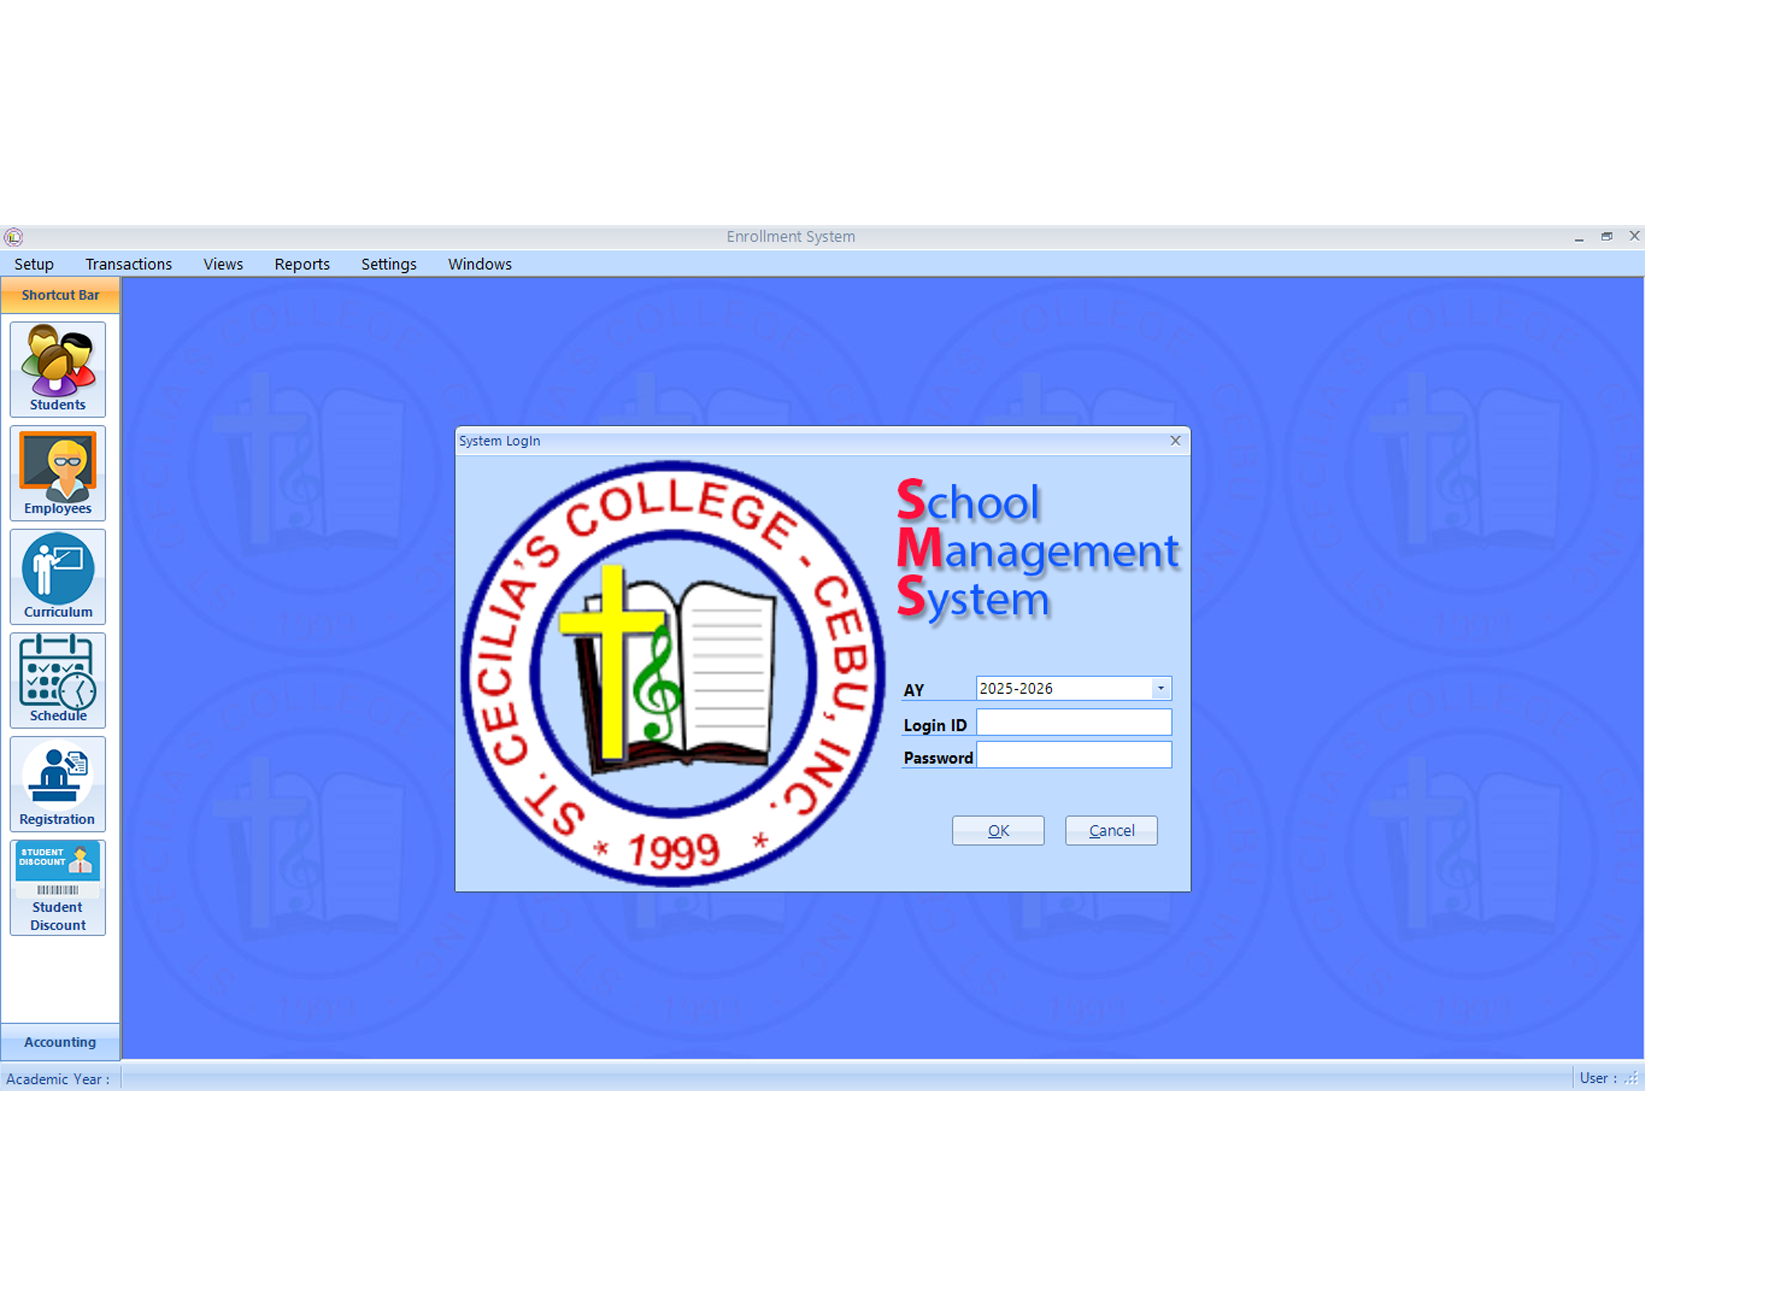 Enrollment System
Setup Transactions Views Reports Settings Windows
Shortcut Bar
Students
Employees
Curriculum
Schedule
Registration
STUDENT
DISCOUNT
Student
Discount
Accounting
System LogIn
ST. CECILIA'S COLLEGE - CEBU, INC.
* 1999 *
School
Management
System
AY 2025-2026
Login ID
Password
OK Cancel
Academic Year :
User :